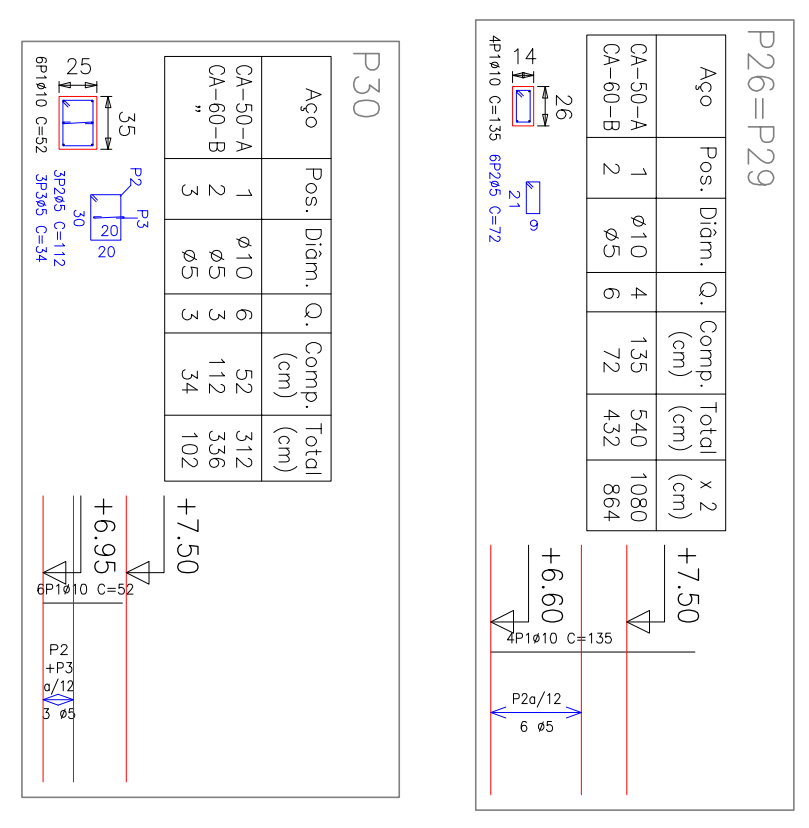 P30
Aço Pos. Diâm. Q. Comp. (cm) Total (cm)
CA-50-A 1 ø10 6 52 312
CA-60-B 2 ø5 3 112 336
" 3 ø5 3 34 102
25
35
6P1ø10 C=52
P2
P3
30
20
20
3P2ø5 C=112
3P3ø5 C=34
+7.50
+6.95
6P1ø10 C=52
P2
+P3
a/12
3 ø5
P26=P29
Aço Pos. Diâm. Q. Comp. (cm) Total (cm) x 2 (cm)
CA-50-A 1 ø10 4 135 540 1080
CA-60-B 2 ø5 6 72 432 864
14
26
4P1ø10 C=135
21
9
6P2ø5 C=72
+7.50
+6.60
4P1ø10 C=135
P2a/12
6 ø5